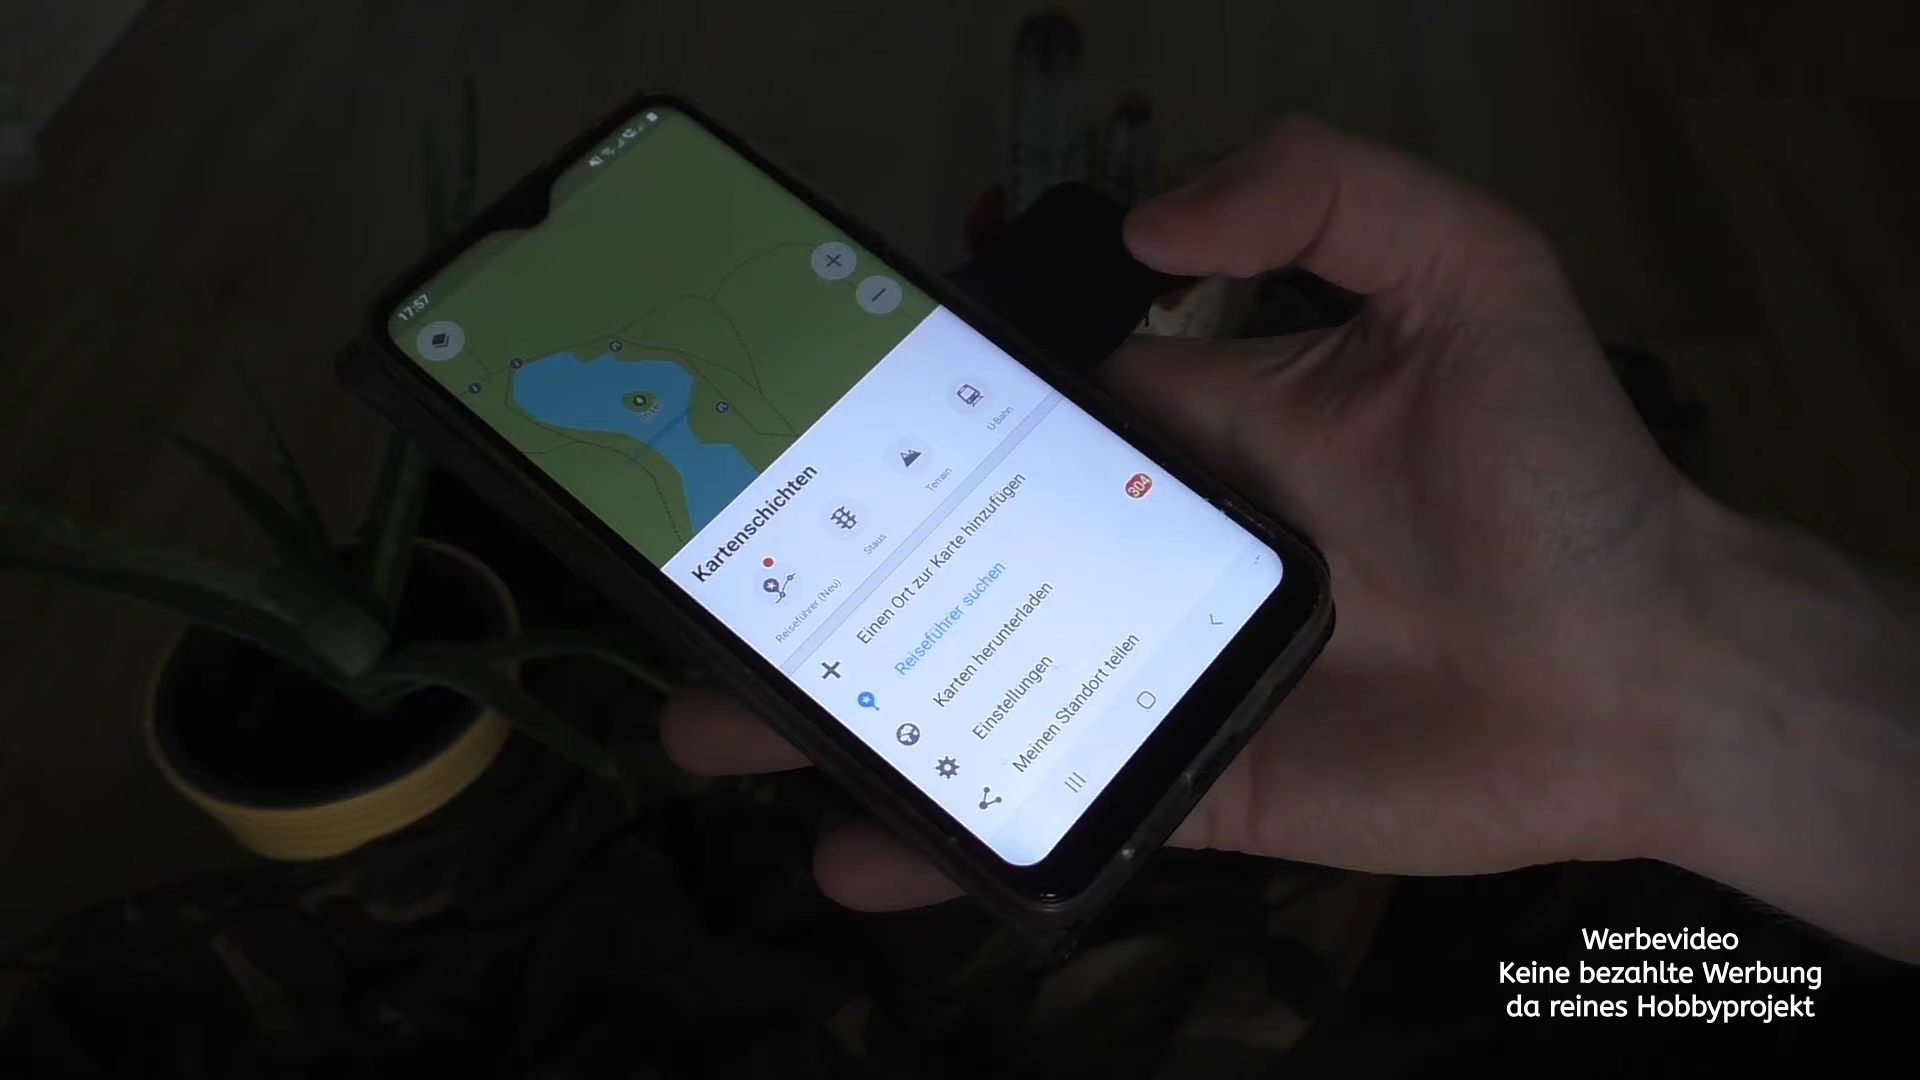 17:57
Kartenschichten
Reiseführer (Neu)
Staus
Terrain
U-Bahn
Einen Ort zur Karte hinzufügen
Reiseführer suchen
Karten herunterladen
304
Einstellungen
Meinen Standort teilen
Werbevideo
Keine bezahlte Werbung
da reines Hobbyprojekt